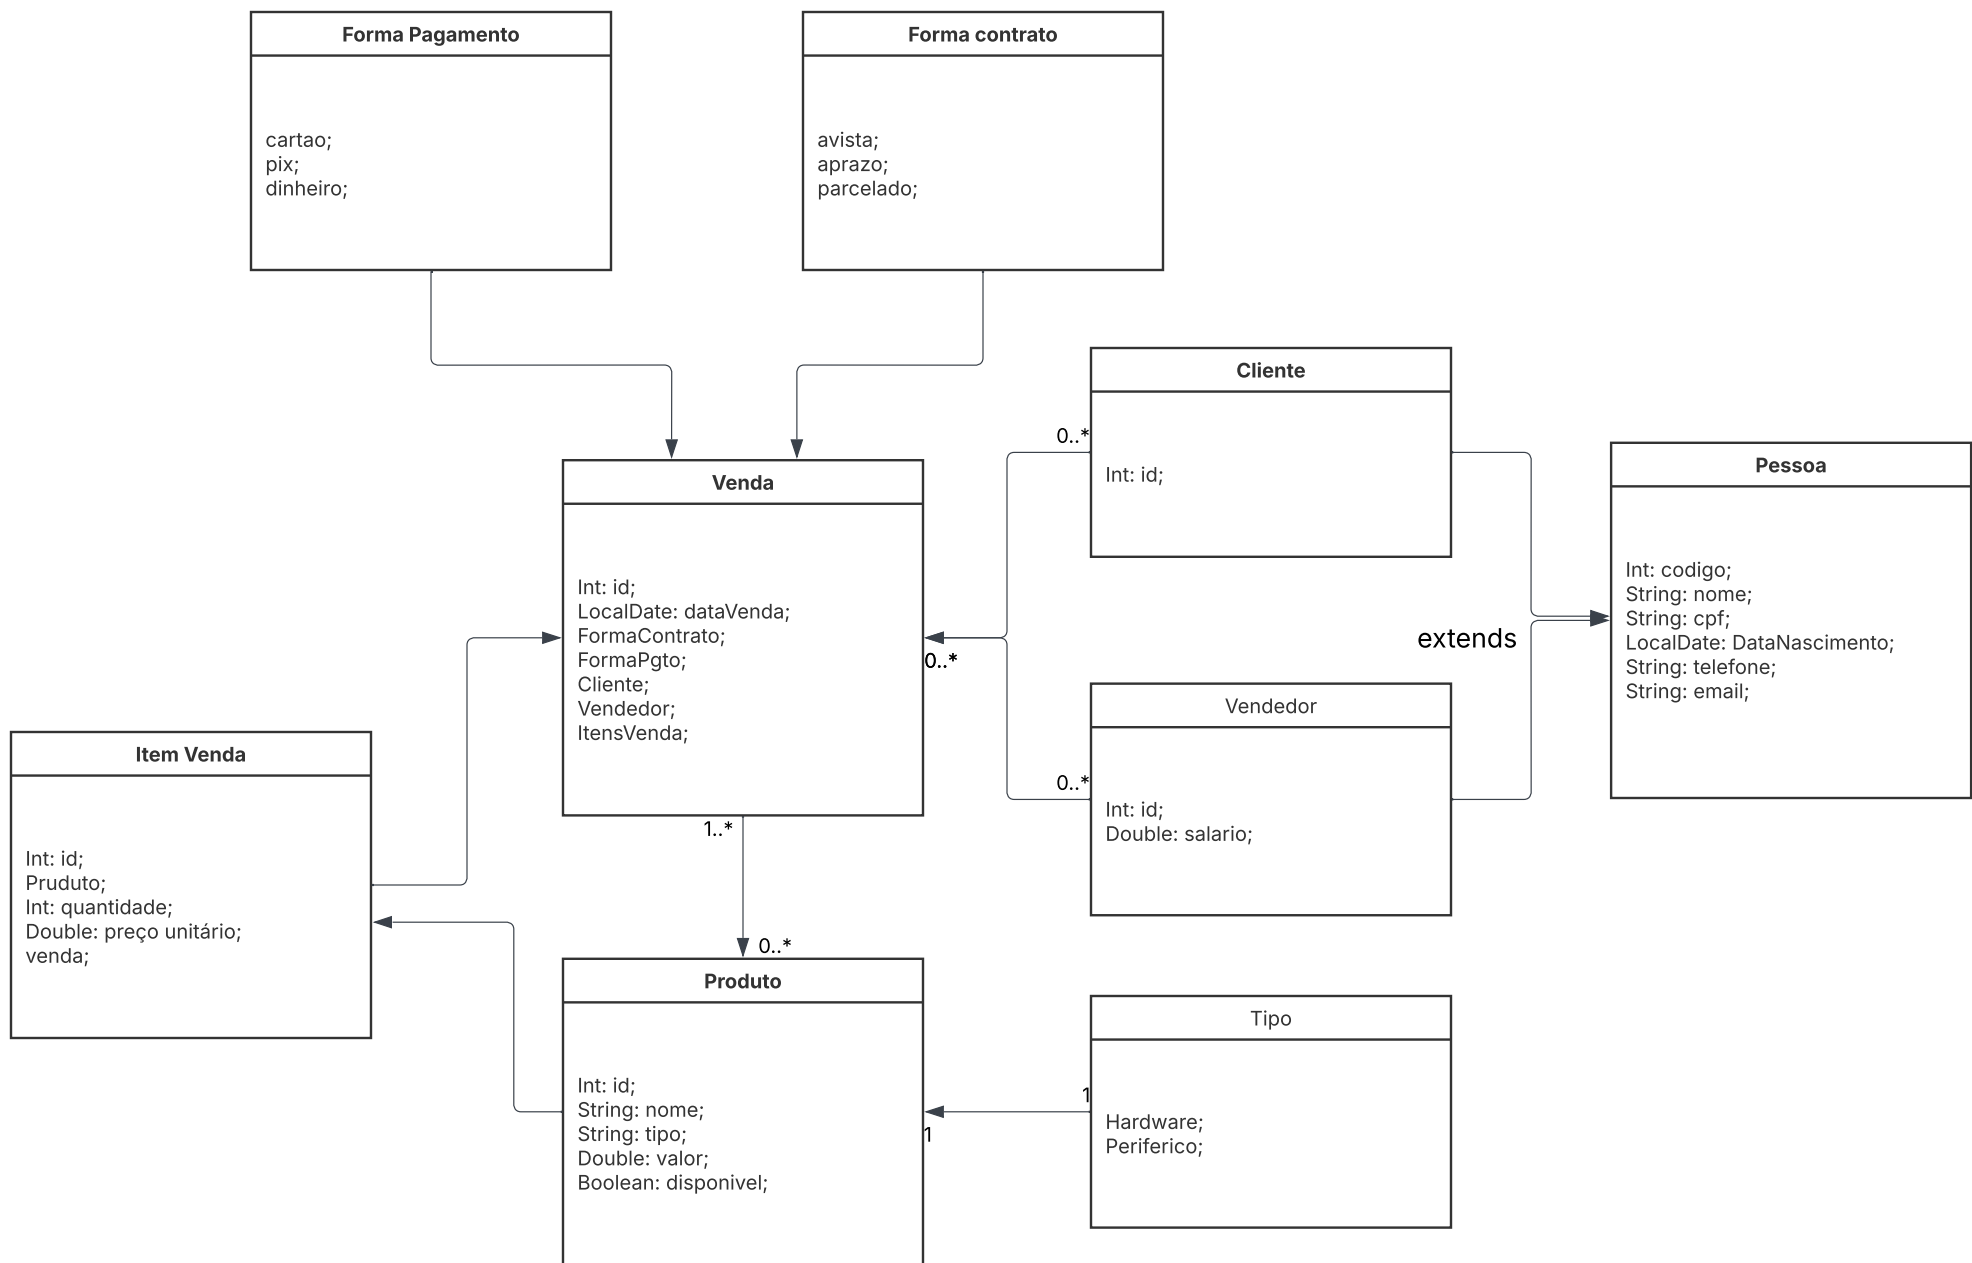 Forma Pagamento
cartao;
pix;
dinheiro;
Forma contrato
avista;
aprazo;
parcelado;
Cliente
Int: id;
0..*
Pessoa
Int: codigo;
String: nome;
String: cpf;
LocalDate: DataNascimento;
String: telefone;
String: email;
extends
Venda
Int: id;
LocalDate: dataVenda;
FormaContrato;
FormaPgto;
Cliente;
Vendedor;
ItensVenda;
0..*
Vendedor
Int: id;
Double: salario;
0..*
Item Venda
Int: id;
Pruduto;
Int: quantidade;
Double: preço unitário;
venda;
1..*
0..*
Produto
Int: id;
String: nome;
String: tipo;
Double: valor;
Boolean: disponivel;
1
1
Tipo
Hardware;
Periferico;